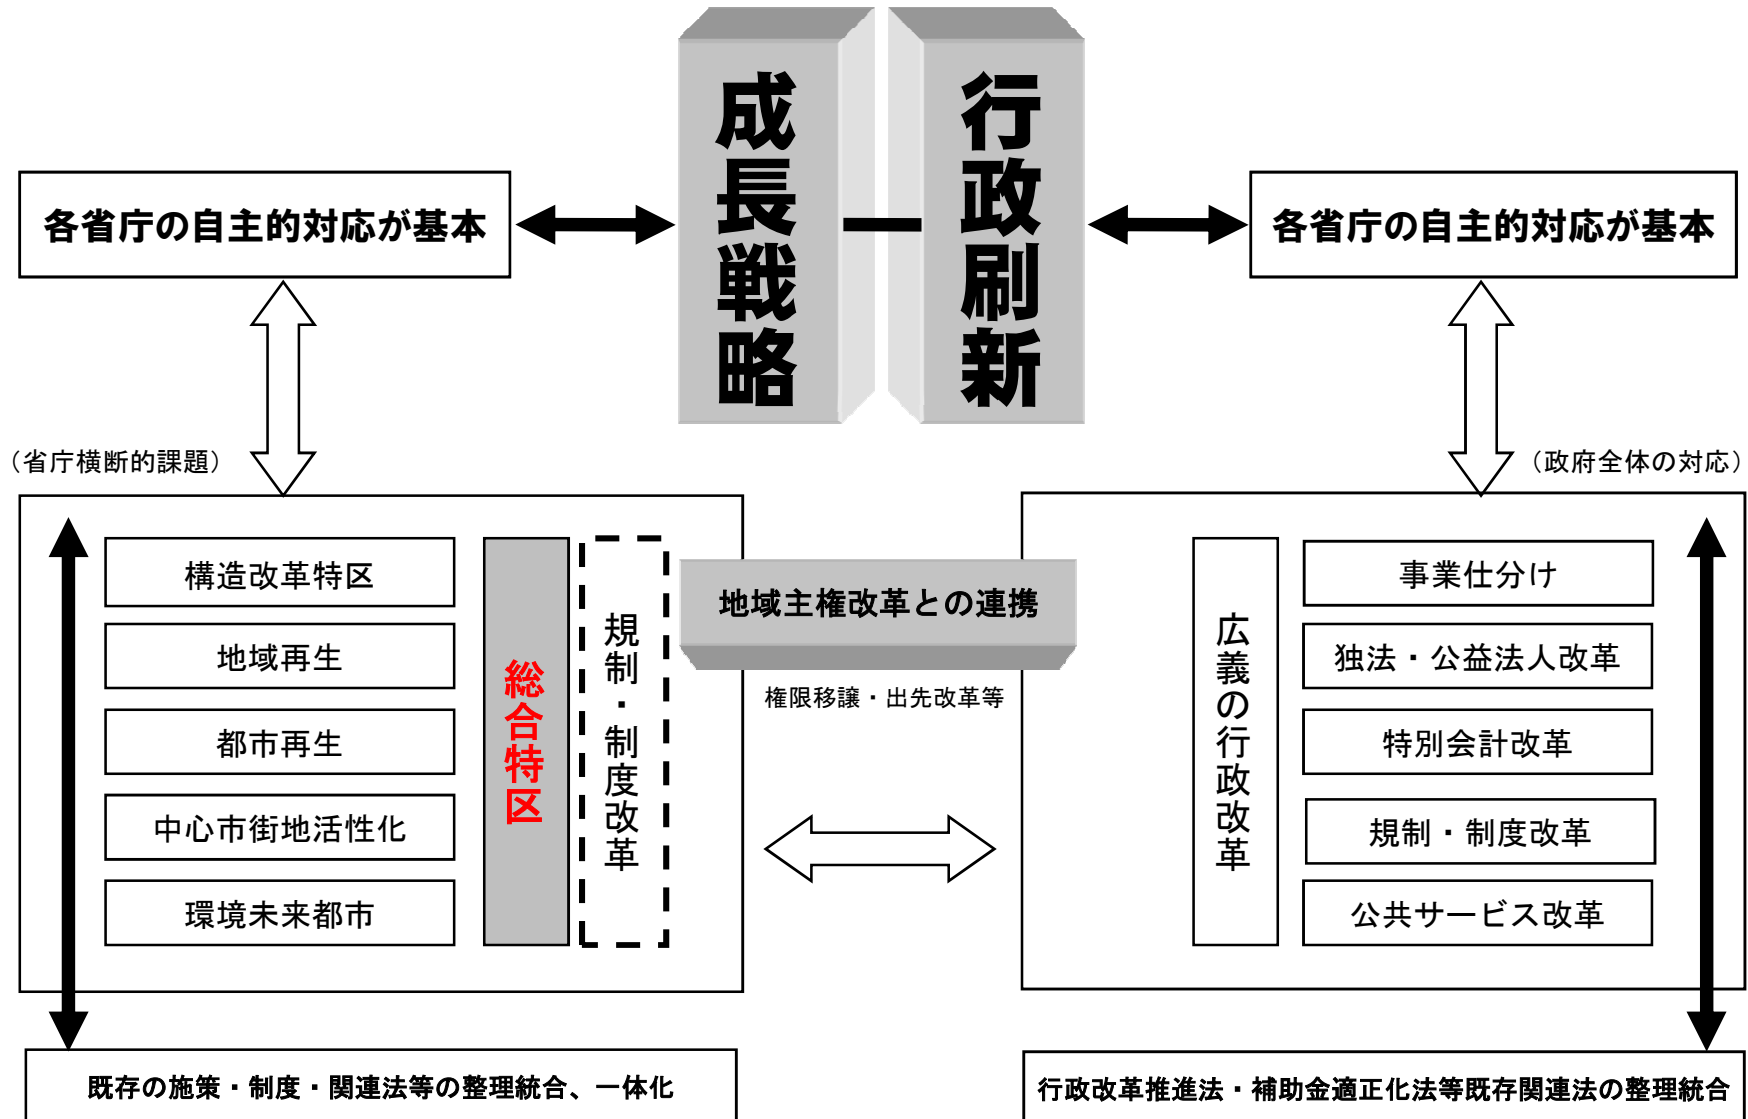 成長戦略
行政刷新
各省庁の自主的対応が基本
各省庁の自主的対応が基本
（省庁横断的課題）
（政府全体の対応）
構造改革特区
地域再生
都市再生
中心市街地活性化
環境未来都市
総合特区
規制・制度改革
地域主権改革との連携
権限移譲・出先改革等
広義の行政改革
事業仕分け
独法・公益法人改革
特別会計改革
規制・制度改革
公共サービス改革
既存の施策・制度・関連法等の整理統合、一体化
行政改革推進法・補助金適正化法等既存関連法の整理統合